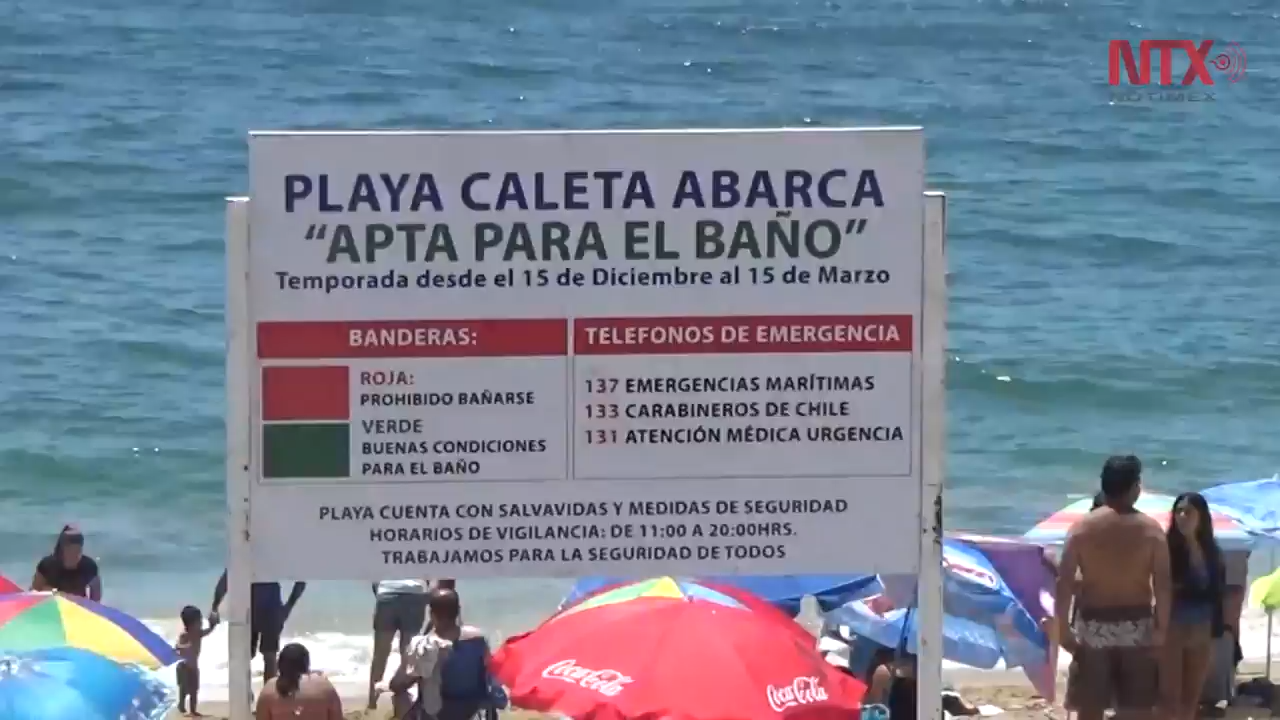 NTX
NOTIMEX
PLAYA CALETA ABARCA
“APTA PARA EL BAÑO”
Temporada desde el 15 de Diciembre al 15 de Marzo
BANDERAS:
ROJA:
PROHIBIDO BAÑARSE
VERDE
BUENAS CONDICIONES
PARA EL BAÑO
TELEFONOS DE EMERGENCIA
137 EMERGENCIAS MARÍTIMAS
133 CARABINEROS DE CHILE
131 ATENCIÓN MÉDICA URGENCIA
PLAYA CUENTA CON SALVAVIDAS Y MEDIDAS DE SEGURIDAD
HORARIOS DE VIGILANCIA: DE 11:00 A 20:00HRS.
TRABAJAMOS PARA LA SEGURIDAD DE TODOS
Coca-Cola
Coca-Cola